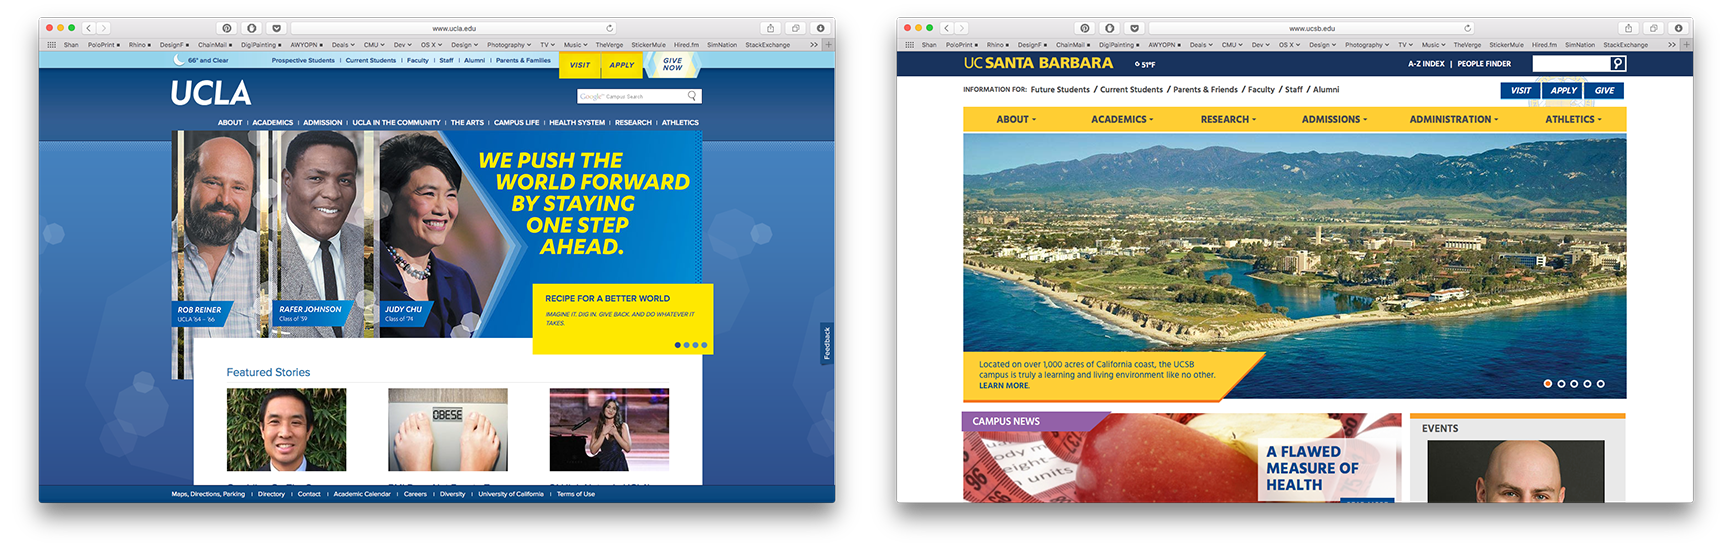 www.ucla.edu
Shan PoloPrint Rhino DesignF ChainMail Dig|Painting AWYOPN Deals CMU Dev OS X Design Photography TV Music TheVerge StickerMule Hired.fm SimNation StackExchange >> +
66° and Clear
Prospective Students | Current Students | Faculty | Staff | Alumni | Parents & Families
VISIT APPLY
GIVE
NOW
UCLA
Google™ Campus Search
ABOUT | ACADEMICS | ADMISSION | UCLA IN THE COMMUNITY | THE ARTS | CAMPUS LIFE | HEALTH SYSTEM | RESEARCH | ATHLETICS
WE PUSH THE
WORLD FORWARD
BY STAYING
ONE STEP
AHEAD.
ROB REINER
UCLA '64 – '66
RAFER JOHNSON
Class of '59
JUDY CHU
Class of '74
RECIPE FOR A BETTER WORLD
IMAGINE IT. DIG IN. GIVE BACK. AND DO WHATEVER IT
TAKES.
Feedback
Featured Stories
OBESE
Maps, Directions, Parking | Directory | Contact | Academic Calendar | Careers | Diversity | University of California | Terms of Use
www.ucsb.edu
Shan PoloPrint Rhino DesignF ChainMail Dig|Painting AWYOPN Deals CMU Dev OS X Design Photography TV Music TheVerge StickerMule Hired.fm SimNation StackExchange >> +
UC SANTA BARBARA
51°F
A-Z INDEX | PEOPLE FINDER
INFORMATION FOR: Future Students / Current Students / Parents & Friends / Faculty / Staff / Alumni
VISIT APPLY GIVE
ABOUT ACADEMICS RESEARCH ADMISSIONS ADMINISTRATION ATHLETICS
Located on over 1,000 acres of California coast, the UCSB
campus is truly a learning and living environment like no other.
LEARN MORE.
CAMPUS NEWS
A FLAWED
MEASURE OF
HEALTH
EVENTS